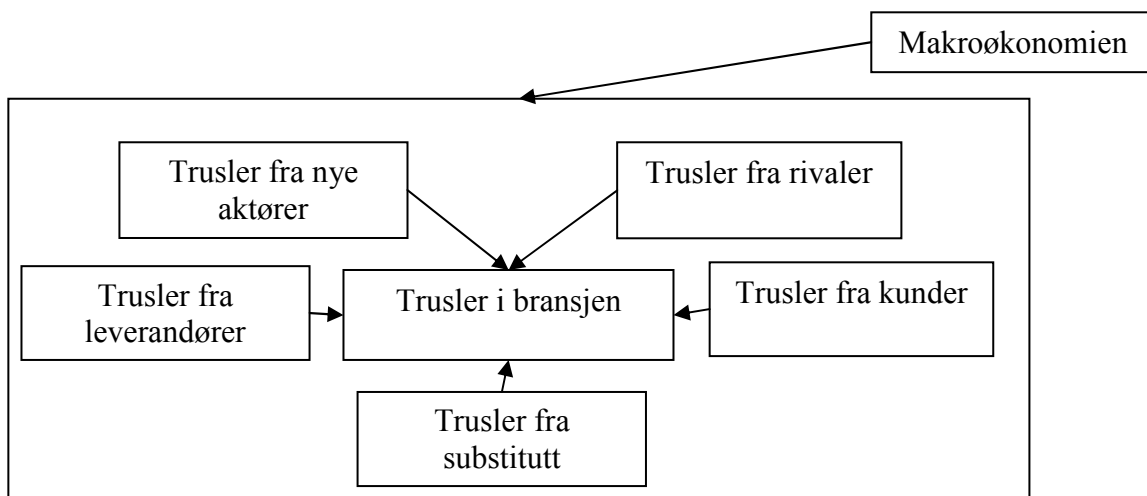 Makroøkonomien
Trusler fra nye
aktører
Trusler fra rivaler
Trusler fra
leverandører
Trusler i bransjen
Trusler fra kunder
Trusler fra
substitutt